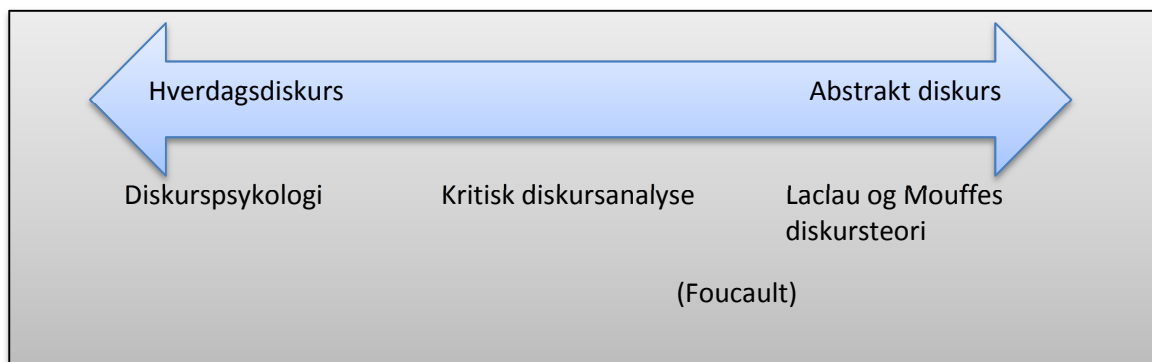 Hverdagsdiskurs Abstrakt diskurs
Diskurspsykologi Kritisk diskursanalyse Laclau og Mouffes
diskursteori
(Foucault)